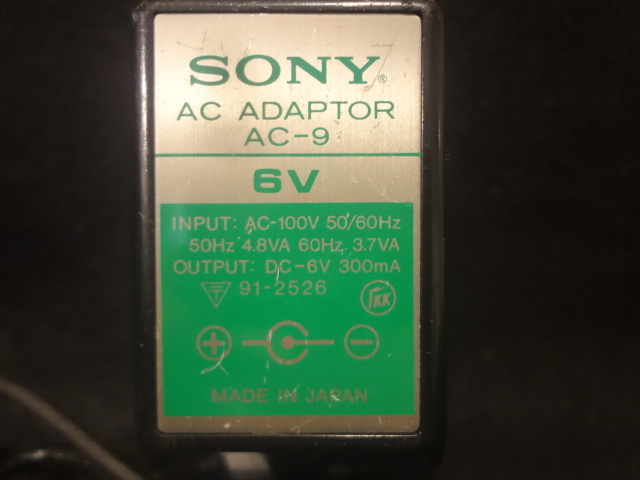 SONY®
AC ADAPTOR
AC-9
6V
INPUT: AC-100V 50/60Hz
50Hz 4.8VA 60Hz 3.7VA
OUTPUT: DC-6V 300mA
T 91-2526 JKK
+ −
MADE IN JAPAN